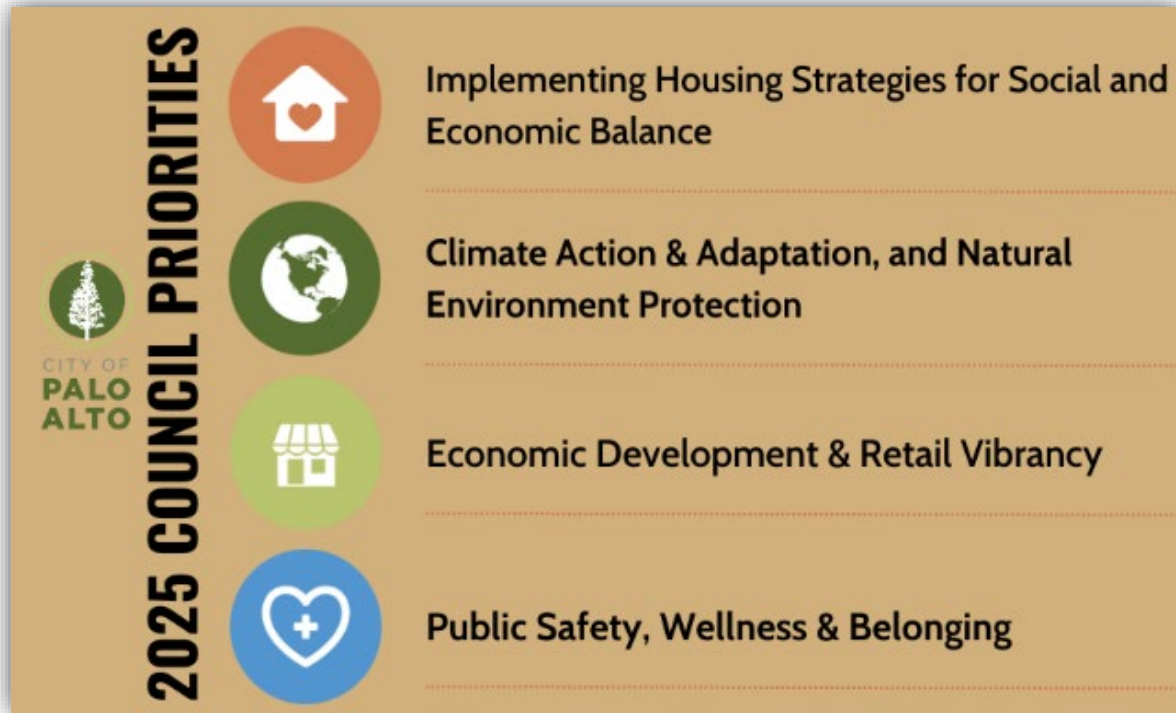 2025 COUNCIL PRIORITIES
CITY OF
PALO
ALTO
Implementing Housing Strategies for Social and
Economic Balance
Climate Action & Adaptation, and Natural
Environment Protection
Economic Development & Retail Vibrancy
Public Safety, Wellness & Belonging